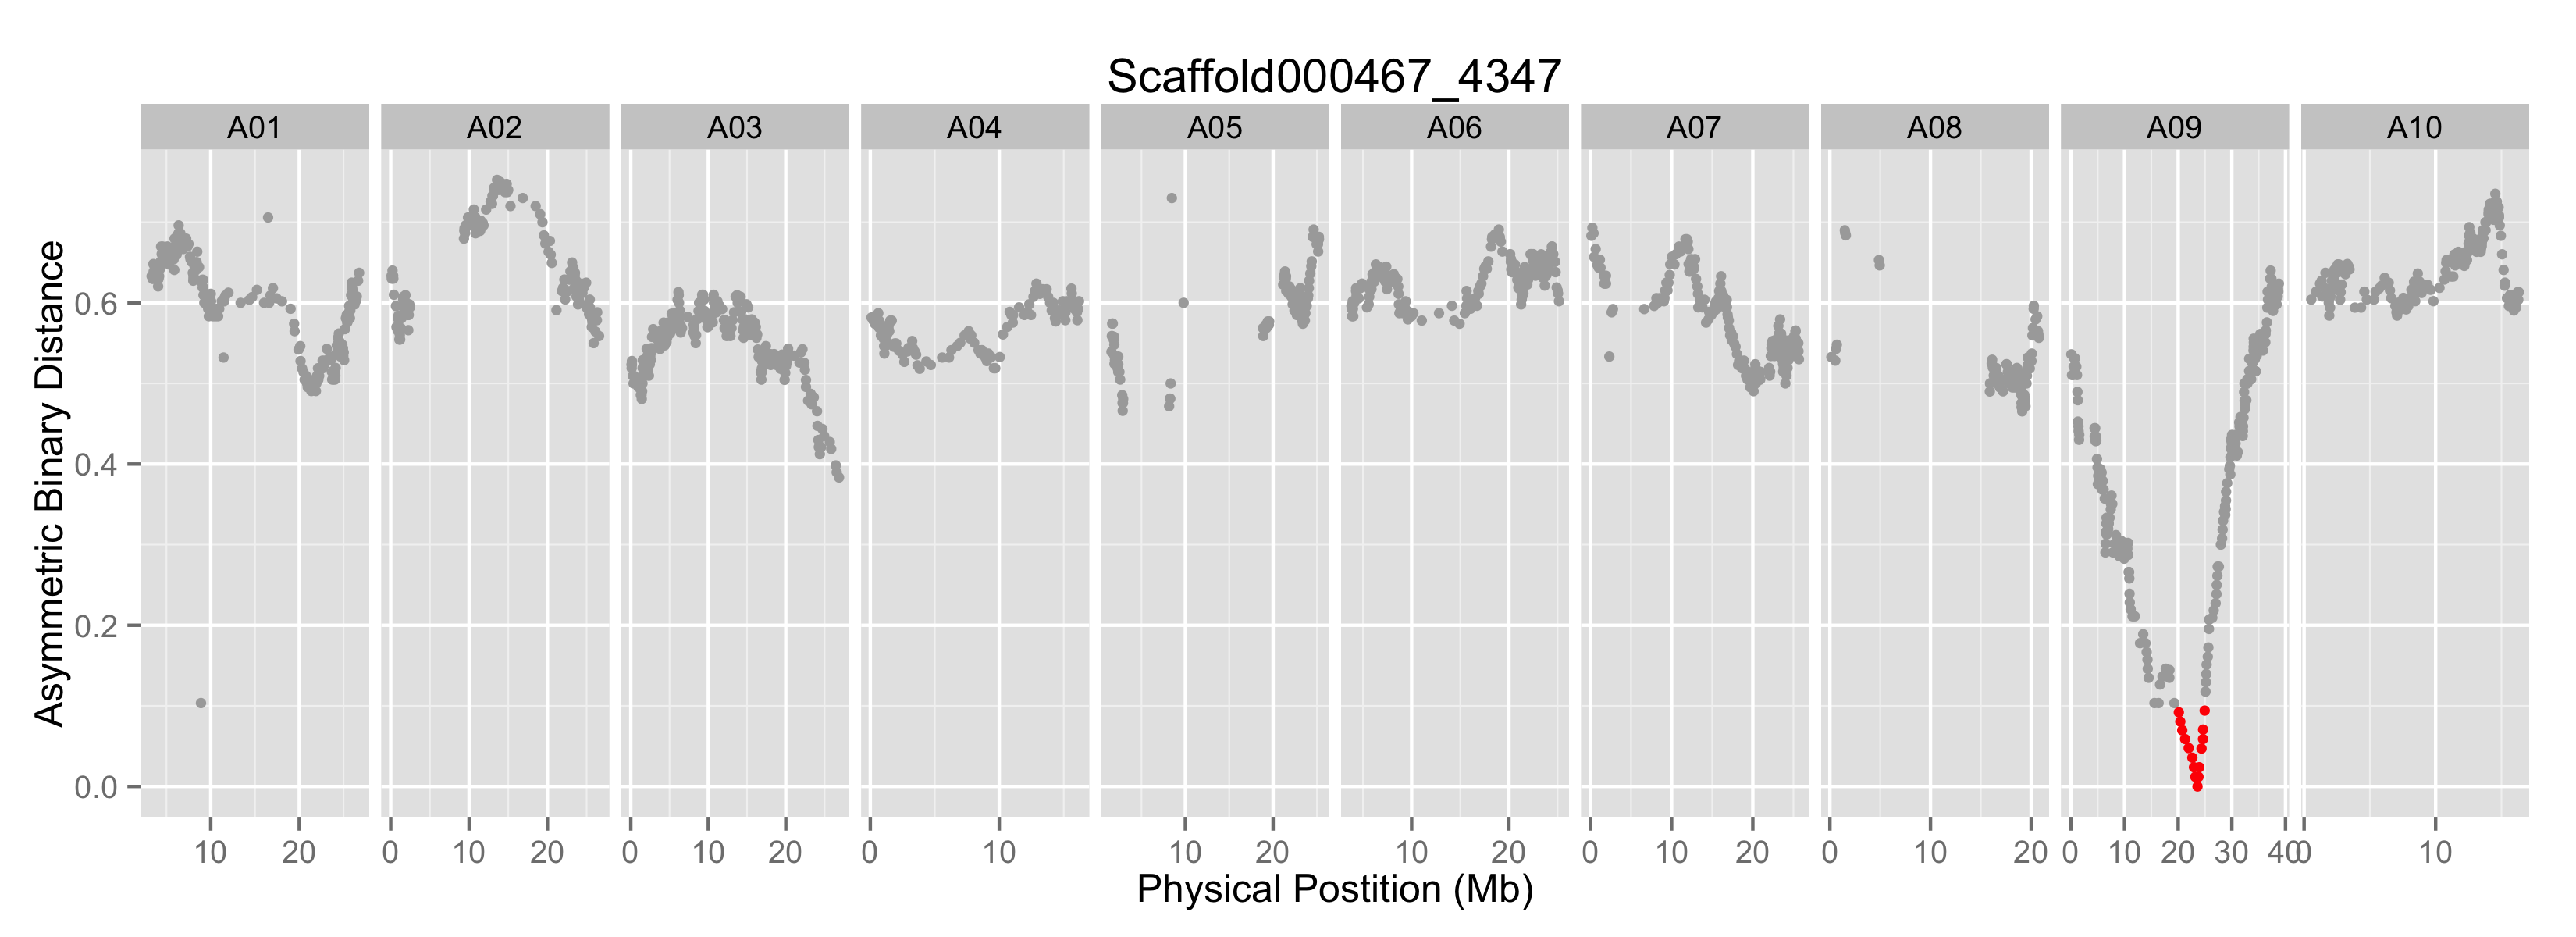 Scaffold000467_4347
A01 A02 A03 A04 A05 A06 A07 A08 A09 A10
Asymmetric Binary Distance
0.6
0.4
0.2
0.0
10 20 0 10 20 0 10 20 0 10 10 20 10 20 0 10 20 0 10 20 0 10 20 30 40 0 10
Physical Postition (Mb)